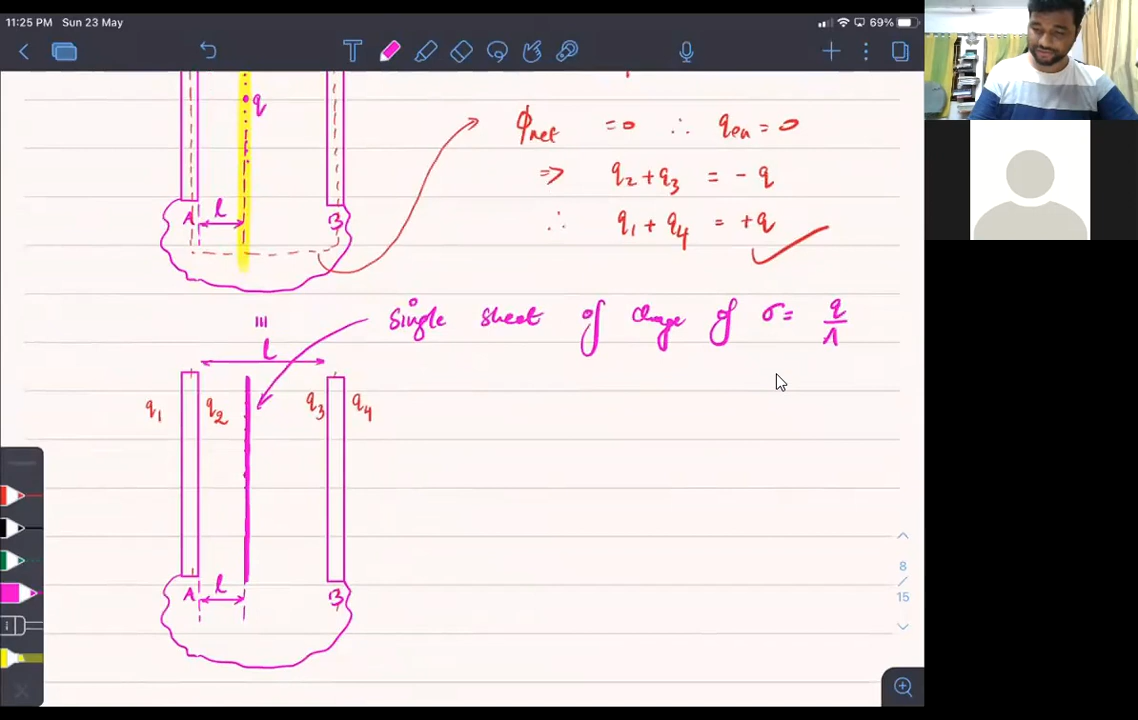 11:25 PM Sun 23 May
69%
q
ϕnet = 0 ∴ qen = 0
⇒ q2 + q3 = - q
∴ q1 + q4 = + q
A l B
Single sheet of charge of σ = q/A
III
L
q1 q2 q3 q4
A l B
8
/
15